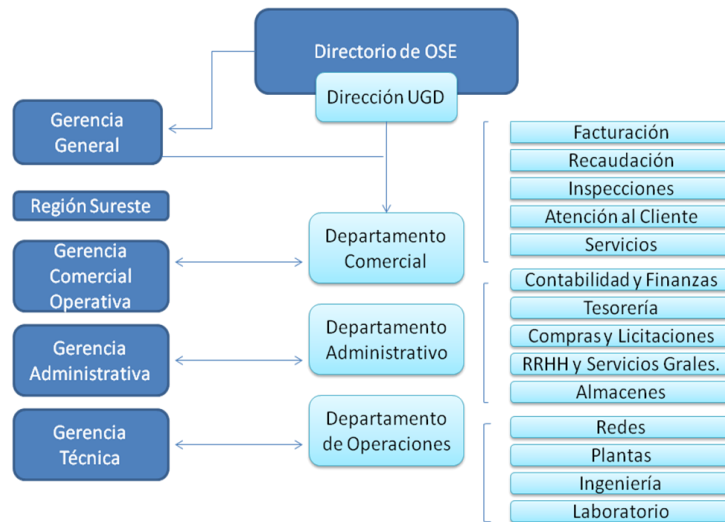 Directorio de OSE
Dirección UGD
Gerencia
General
Región Sureste
Gerencia
Comercial
Operativa
Gerencia
Administrativa
Gerencia
Técnica
Departamento
Comercial
Departamento
Administrativo
Departamento
de Operaciones
Facturación
Recaudación
Inspecciones
Atención al Cliente
Servicios
Contabilidad y Finanzas
Tesorería
Compras y Licitaciones
RRHH y Servicios Grales.
Almacenes
Redes
Plantas
Ingeniería
Laboratorio